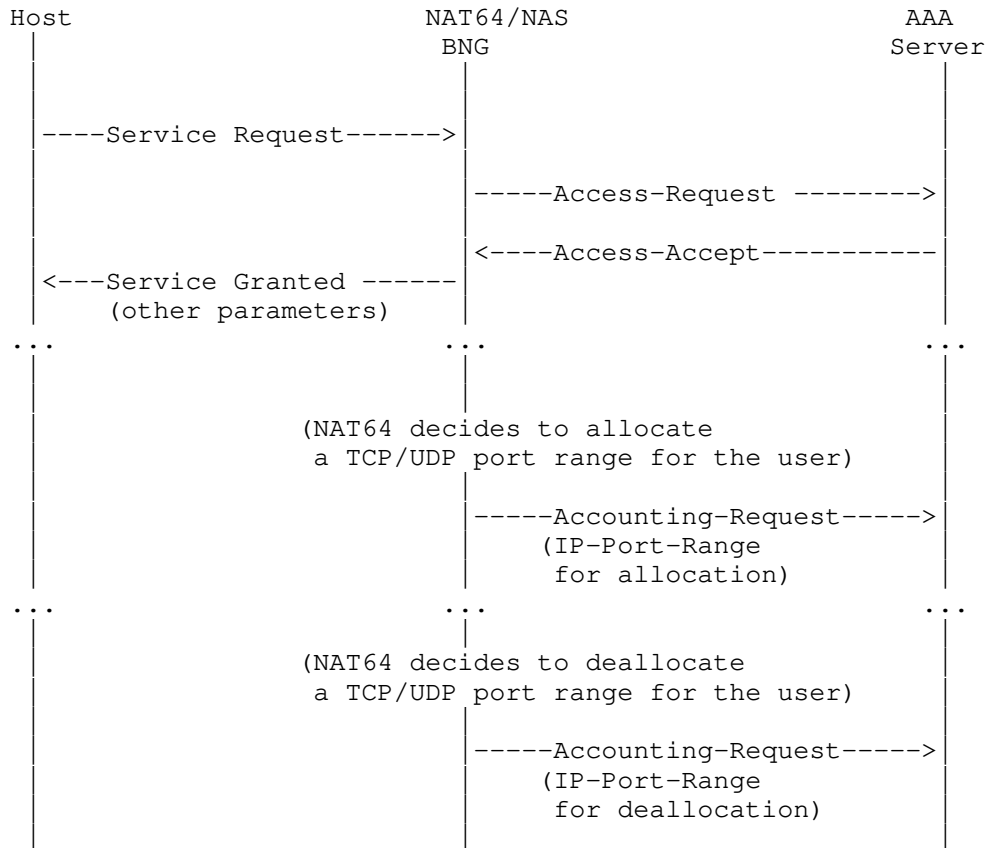 Host NAT64/NAS AAA
BNG Server
----Service Request------>
-----Access-Request -------->
<----Access-Accept-----------
<---Service Granted ------
(other parameters)
... ... ...
(NAT64 decides to allocate
a TCP/UDP port range for the user)
-----Accounting-Request----->
(IP-Port-Range
for allocation)
... ... ...
(NAT64 decides to deallocate
a TCP/UDP port range for the user)
-----Accounting-Request----->
(IP-Port-Range
for deallocation)